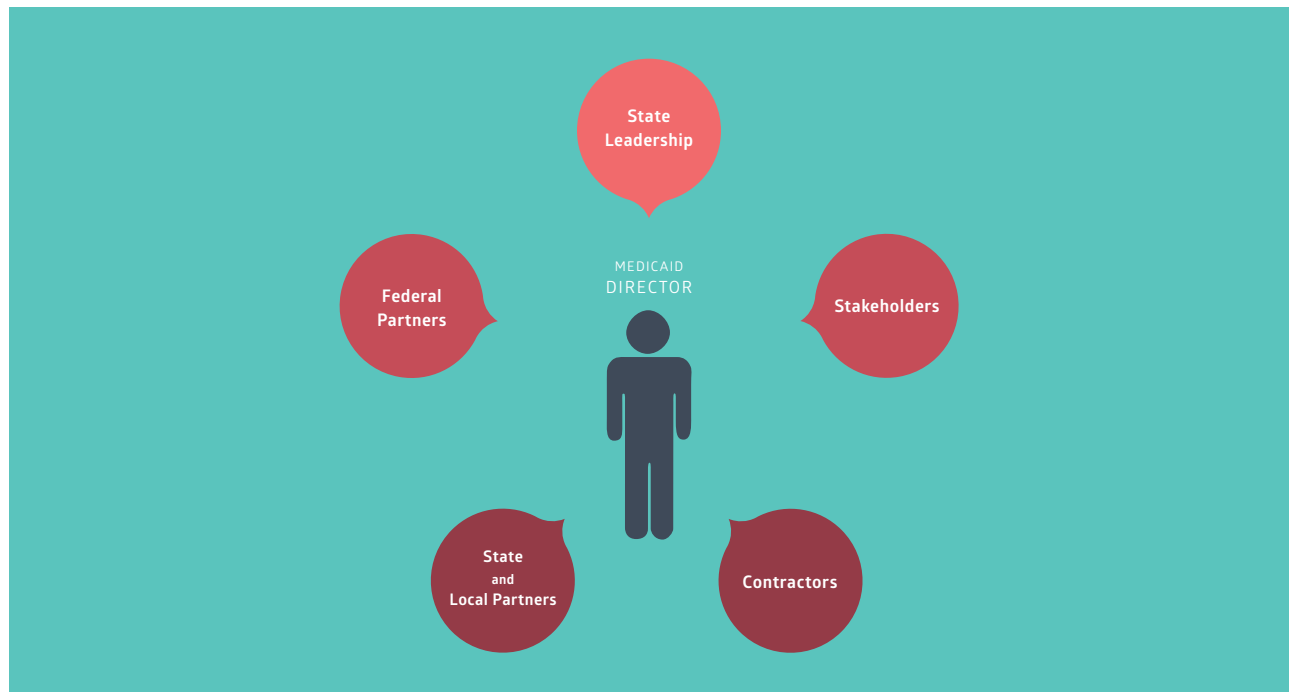 State
Leadership
MEDICAID
DIRECTOR
Federal
Partners
Stakeholders
State
and
Local Partners
Contractors